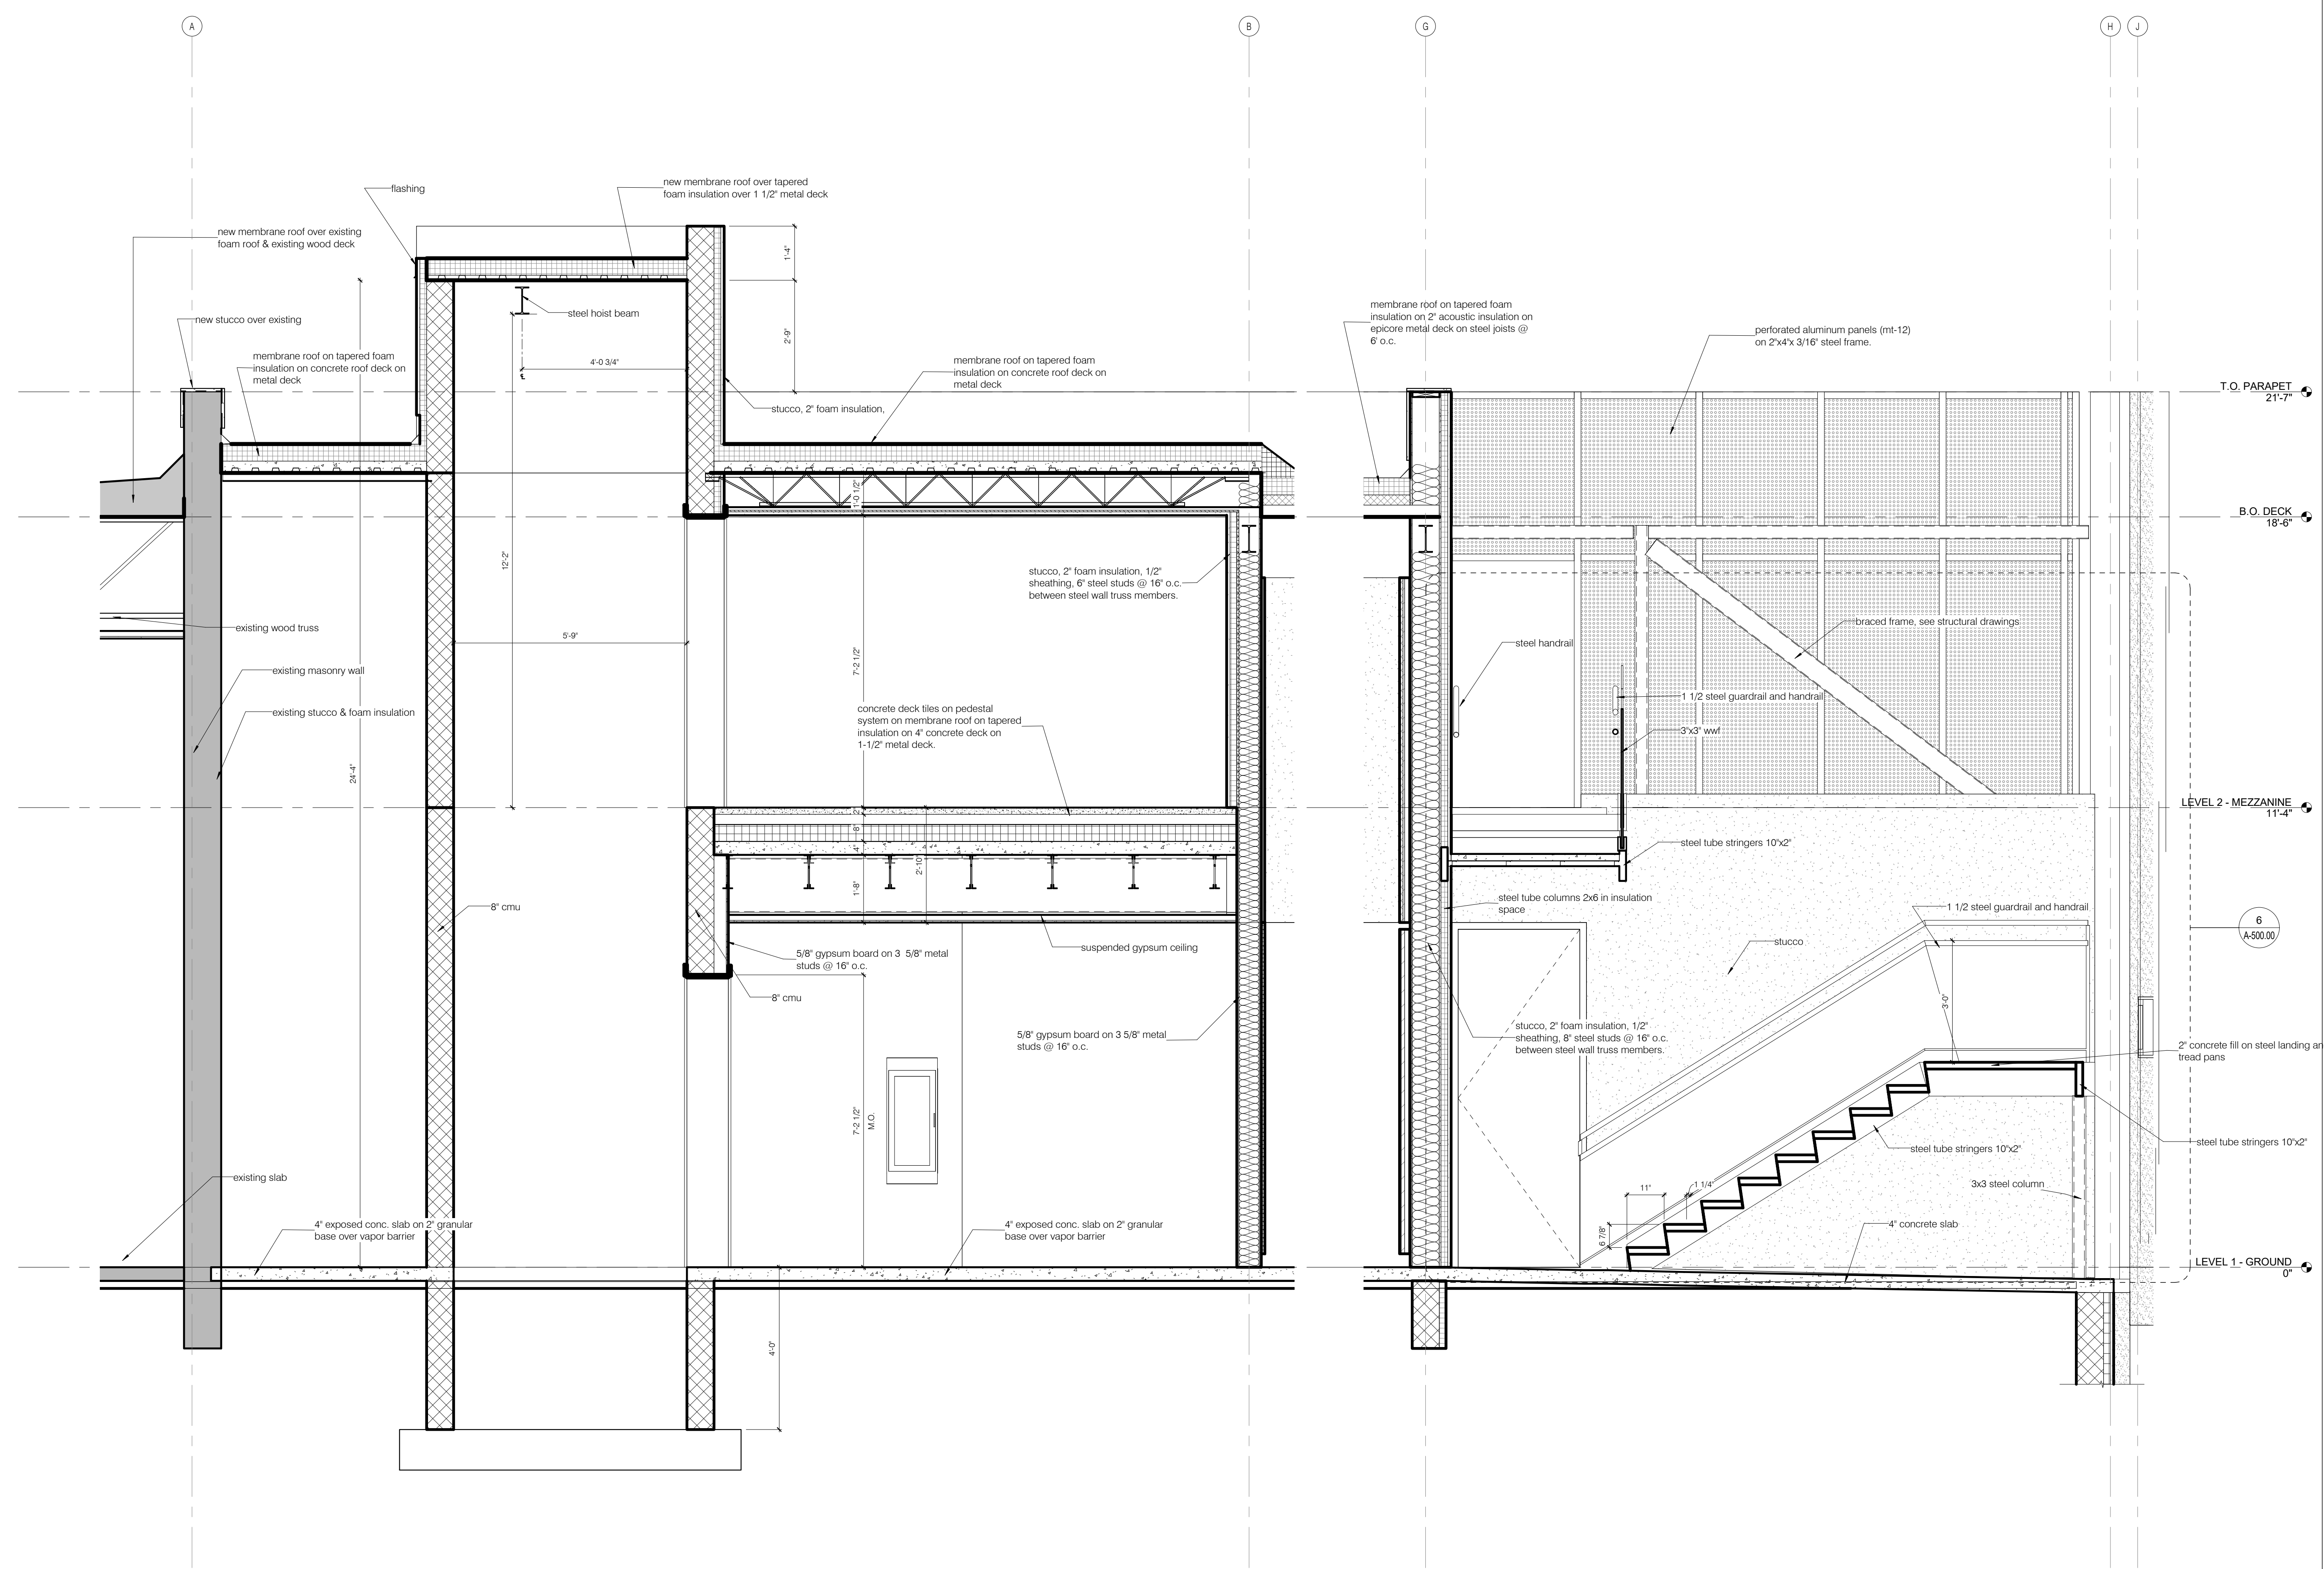 A
B
G
H
J
flashing
new membrane roof over tapered
foam insulation over 1 1/2" metal deck
new membrane roof over existing
foam roof & existing wood deck
1'-4"
steel hoist beam
new stucco over existing
2'-9"
membrane roof on tapered foam
insulation on 2" acoustic insulation on
epicore metal deck on steel joists @
6' o.c.
perforated aluminum panels (mt-12)
on 2"x4"x 3/16" steel frame.
membrane roof on tapered foam
insulation on concrete roof deck on
metal deck
4'-0 3/4"
membrane roof on tapered foam
insulation on concrete roof deck on
metal deck
T.O. PARAPET
21'-7"
stucco, 2" foam insulation,
1'-0 1/2"
B.O. DECK
18'-6"
12'-2"
stucco, 2" foam insulation, 1/2"
sheathing, 6" steel studs @ 16" o.c.
between steel wall truss members.
existing wood truss
5'-9"
braced frame, see structural drawings
steel handrail
7'-2 1/2"
existing masonry wall
1 1/2 steel guardrail and handrail
existing stucco & foam insulation
concrete deck tiles on pedestal
system on membrane roof on tapered
insulation on 4" concrete deck on
1-1/2" metal deck.
3"x3" wwf
24'-4"
LEVEL 2 - MEZZANINE
11'-4"
2"
8"
4"
2'-10"
1'-8"
steel tube stringers 10"x2"
8" cmu
steel tube columns 2x6 in insulation
space
1 1/2 steel guardrail and handrail
6
A-500.00
suspended gypsum ceiling
stucco
5/8" gypsum board on 3 5/8" metal
studs @ 16" o.c.
8" cmu
3'-0"
5/8" gypsum board on 3 5/8" metal
studs @ 16" o.c.
stucco, 2" foam insulation, 1/2"
sheathing, 8" steel studs @ 16" o.c.
between steel wall truss members.
2" concrete fill on steel landing an
tread pans
7'-2 1/2"
M.O.
steel tube stringers 10"x2"
steel tube stringers 10"x2"
existing slab
11"
1 1/4"
3x3 steel column
4" exposed conc. slab on 2" granular
base over vapor barrier
4" exposed conc. slab on 2" granular
base over vapor barrier
6 7/8"
4" concrete slab
LEVEL 1 - GROUND
0"
4'-0"